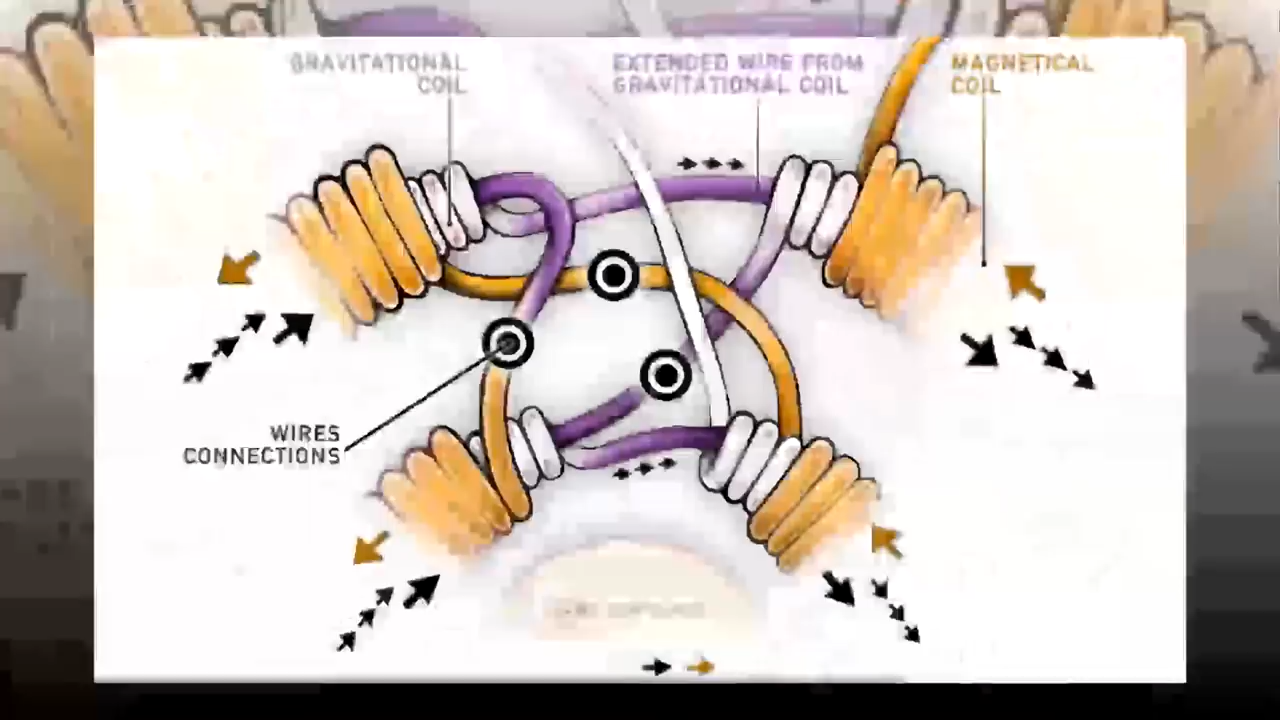 GRAVITATIONAL
COIL
EXTENDED WIRE FROM
GRAVITATIONAL COIL
MAGNETICAL
COIL
WIRES
CONNECTIONS